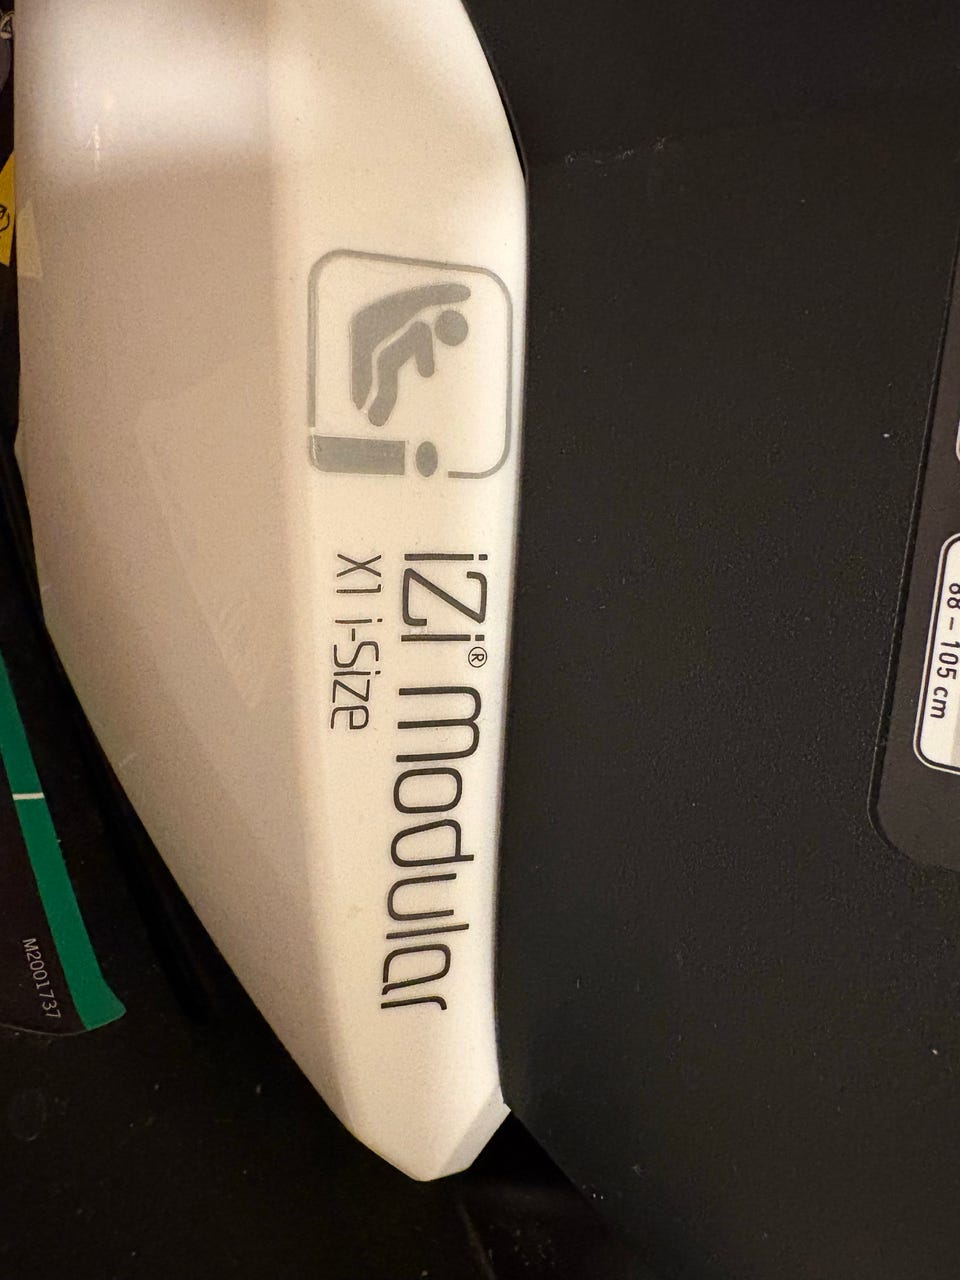 iZi® modular
X1 i-Size
88 - 105 cm
M2001737